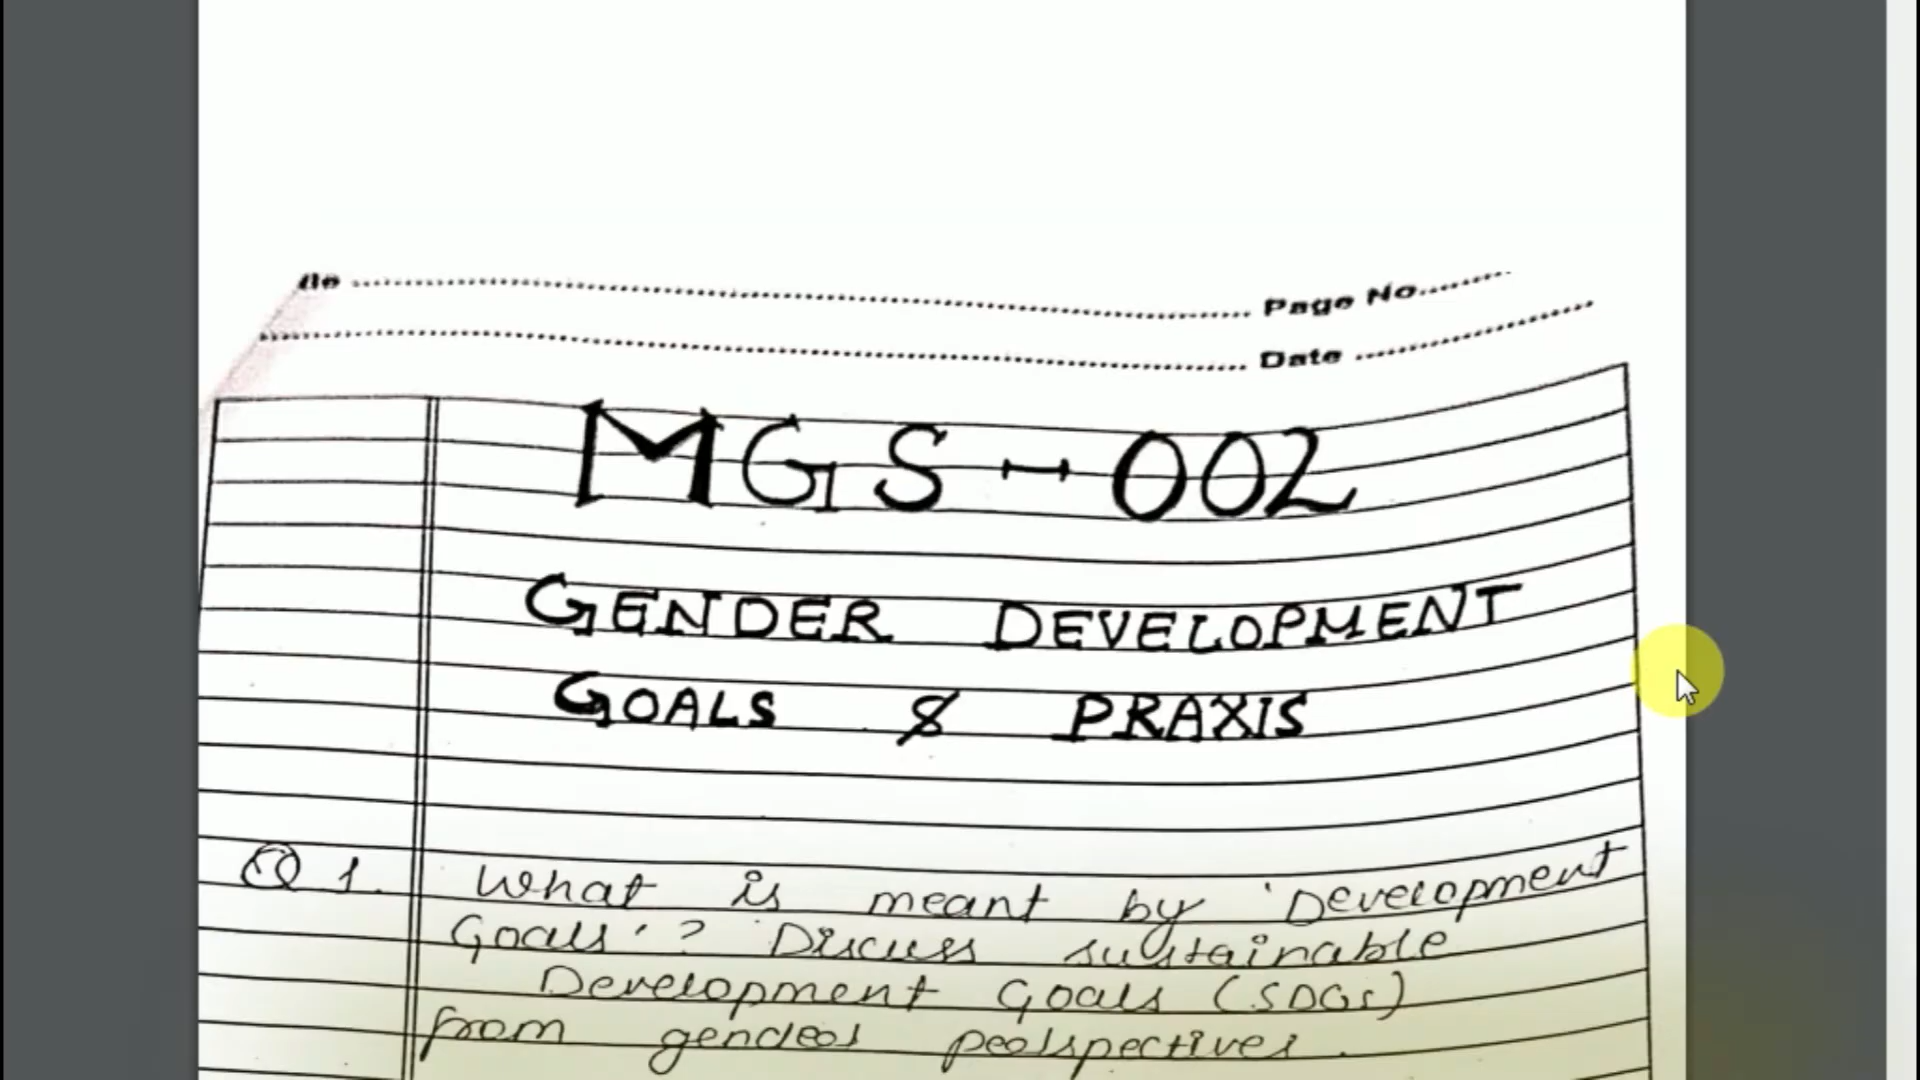 Page No.
Date
MGS-002
GENDER DEVELOPMENT
GOALS & PRAXIS
Q 1. What is meant by 'Development
Goals'? Discuss sustainable
Development Goals (SDGs)
from gender perspectives.